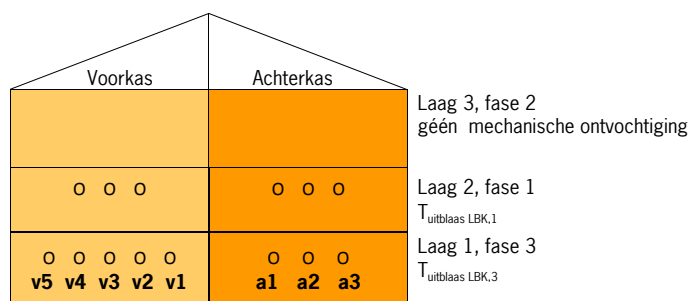 Voorkas Achterkas
Laag 3, fase 2
géén mechanische ontvochtiging
O O O O O O
Laag 2, fase 1
Tuitblaas LBK,1
O O O O O O O O
Laag 1, fase 3
v5 v4 v3 v2 v1 a1 a2 a3
Tuitblaas LBK,3